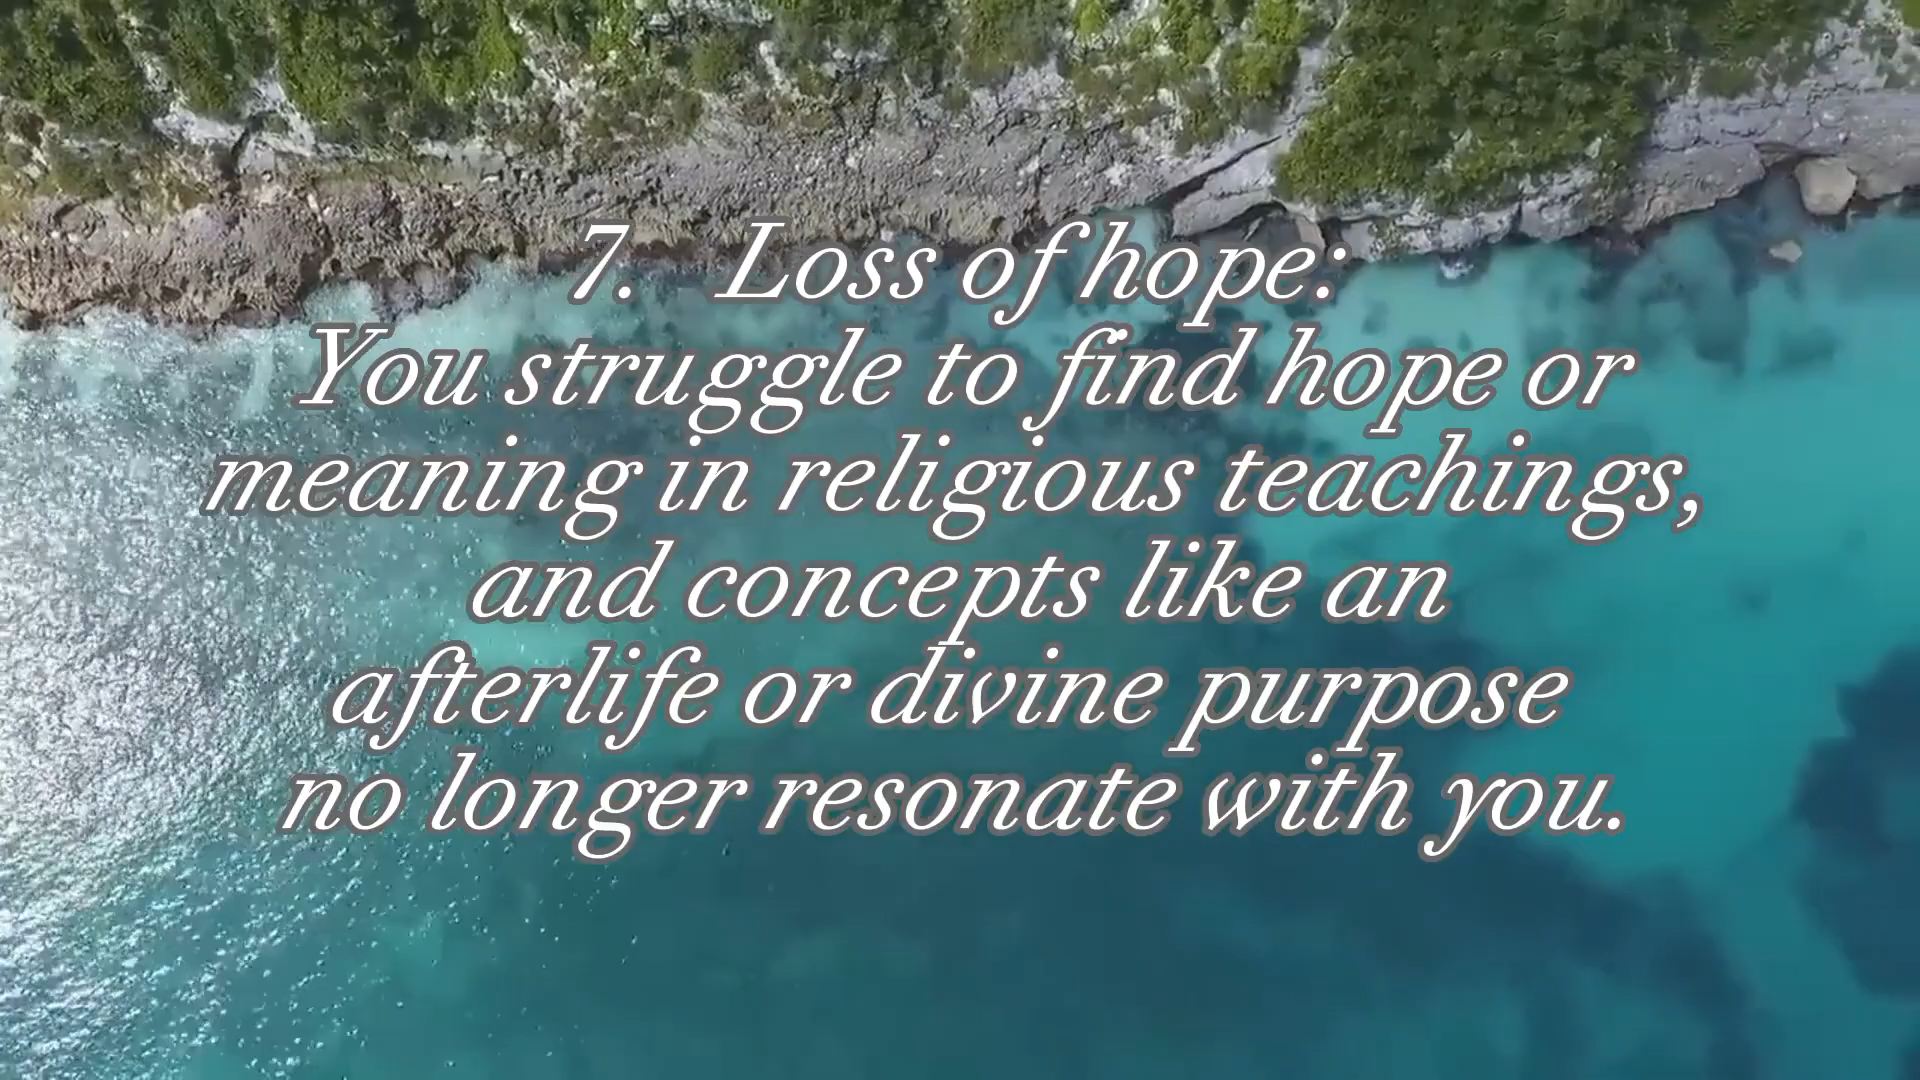 7. Loss of hope:
You struggle to find hope or
meaning in religious teachings,
and concepts like an
afterlife or divine purpose
no longer resonate with you.